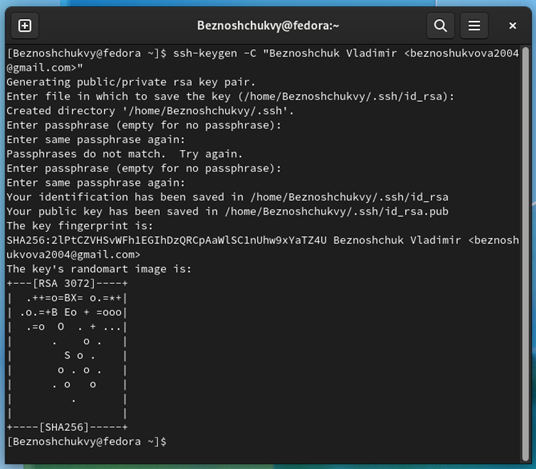 Beznoshchukvy@fedora:~
[Beznoshchukvy@fedora ~]$ ssh-keygen -C "Beznoshchuk Vladimir <beznoshukvova2004
@gmail.com>"
Generating public/private rsa key pair.
Enter file in which to save the key (/home/Beznoshchukvy/.ssh/id_rsa):
Created directory '/home/Beznoshchukvy/.ssh'.
Enter passphrase (empty for no passphrase):
Enter same passphrase again:
Passphrases do not match.  Try again.
Enter passphrase (empty for no passphrase):
Enter same passphrase again:
Your identification has been saved in /home/Beznoshchukvy/.ssh/id_rsa
Your public key has been saved in /home/Beznoshchukvy/.ssh/id_rsa.pub
The key fingerprint is:
SHA256:2lPtCZVHSvWFh1EGIhDzQRCpAaWlSC1nUhw9xYaTZ4U Beznoshchuk Vladimir <beznosh
ukvova2004@gmail.com>
The key's randomart image is:
+---[RSA 3072]----+
|  .++=o=BX= o.=*+|
| .o.=+B Eo + =ooo|
|  .=o  O  . + ...|
|      .    o .   |
|        S o .    |
|       o . o .   |
|      . o   o    |
|         .       |
|                 |
+----[SHA256]-----+
[Beznoshchukvy@fedora ~]$